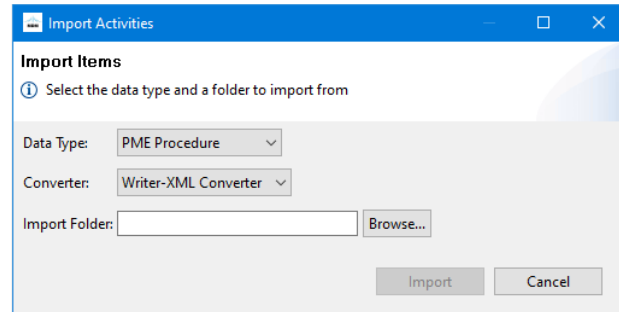 Import Activities
Import Items
Select the data type and a folder to import from
Data Type: PME Procedure
Converter: Writer-XML Converter
Import Folder: Browse...
Import Cancel